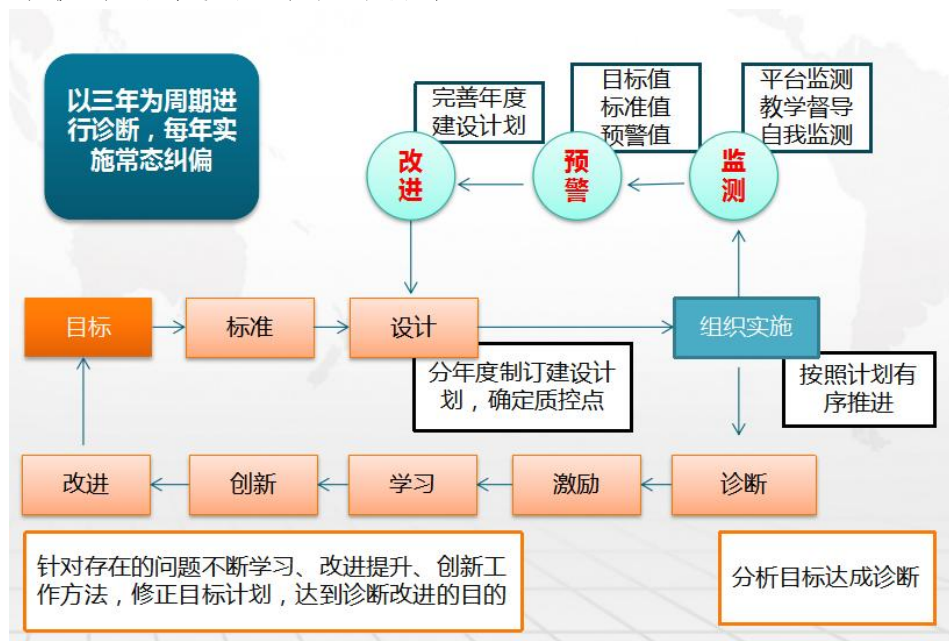 以三年为周期进
行诊断，每年实
施常态纠偏
完善年度
建设计划
目标值
标准值
预警值
平台监测
教学督导
自我监测
改
进
预
警
监
测
目标
标准
设计
组织实施
分年度制订建设计
划，确定质控点
按照计划有
序推进
改进
创新
学习
激励
诊断
针对存在的问题不断学习、改进提升、创新工
作方法，修正目标计划，达到诊断改进的目的
分析目标达成诊断